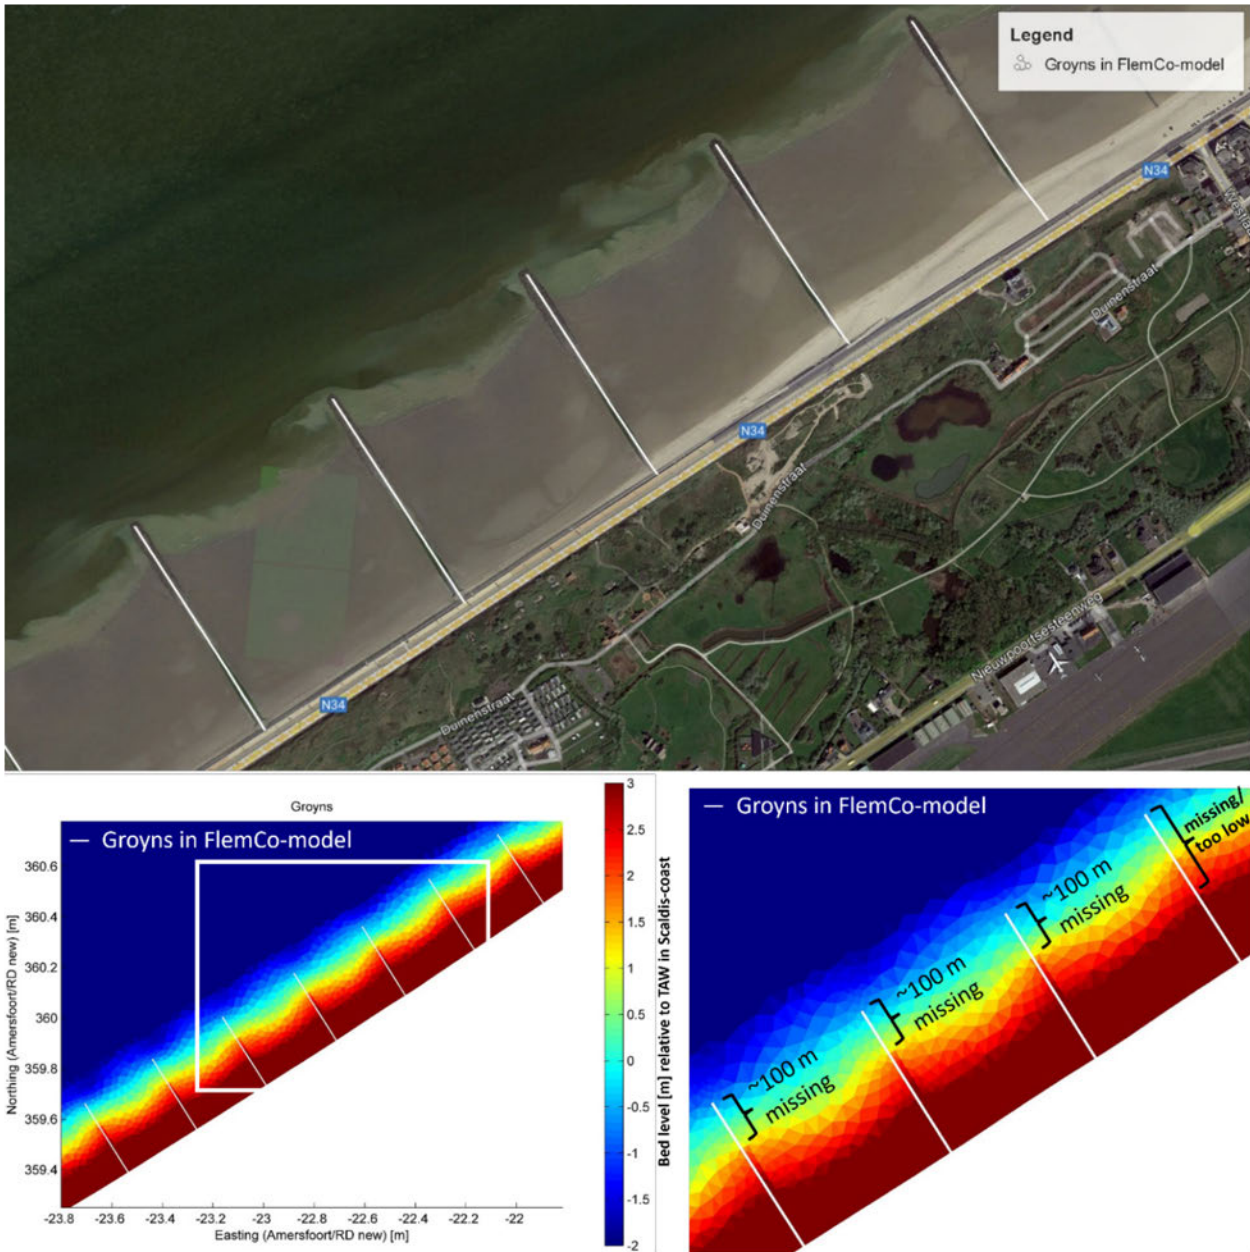 Legend
Groyns in FlemCo-model
N34
Duinenstraat
N34
Duinenstraat
Nieuwpoortsesteenweg
N34
Duinenstraat
Groyns
— Groyns in FlemCo-model
360.6
360.4
360.2
360
359.8
359.6
359.4
Northing (Amersfoort/RD new) [m]
-23.8
-23.6
-23.4
-23.2
-23
-22.8
-22.6
-22.4
-22.2
-22
Easting (Amersfoort/RD new) [m]
3
2.5
2
1.5
1
0.5
0
-0.5
-1
-1.5
-2
Bed level [m] relative to TAW in Scaldis-coast
— Groyns in FlemCo-model
missing/
too low
~100 m
missing
~100 m
missing
~100 m
missing